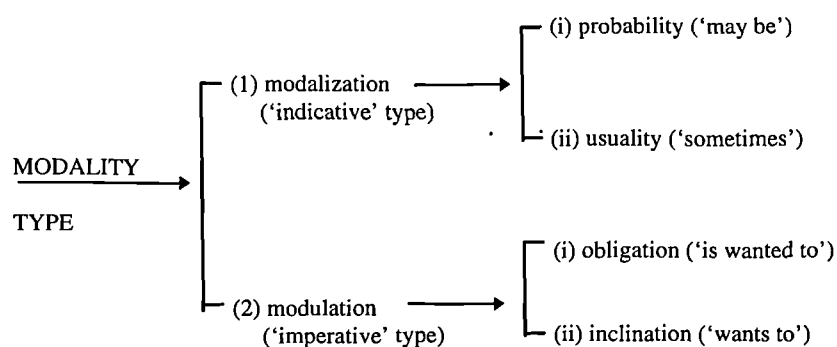 (i) probability (‘may be’)
(1) modalization
(‘indicative’ type)
(ii) usuality (‘sometimes’)
MODALITY
TYPE
(i) obligation (‘is wanted to’)
(2) modulation
(‘imperative’ type)
(ii) inclination (‘wants to’)